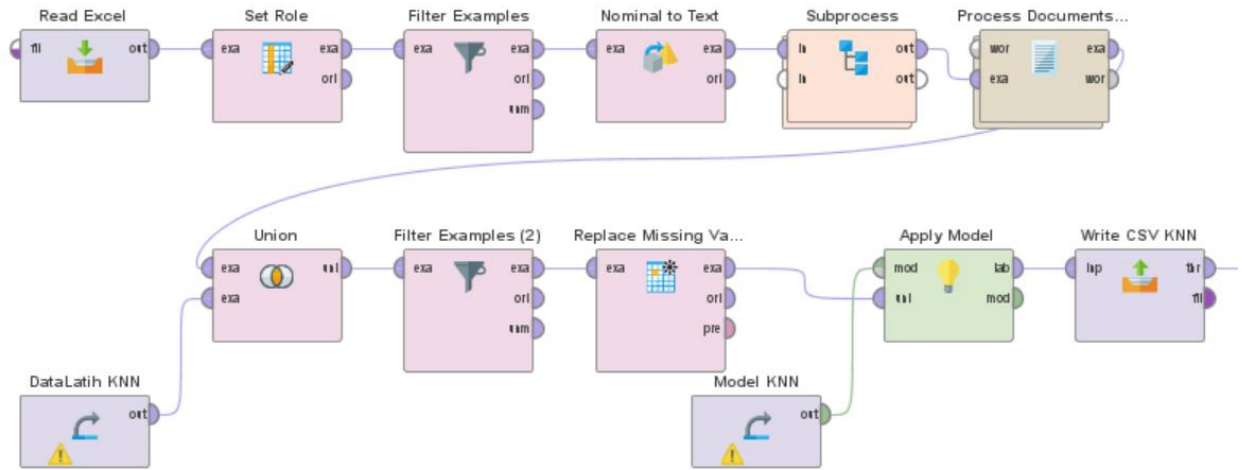 Read Excel Set Role Filter Examples Nominal to Text Subprocess Process Documents...
fil out exa exa exa exa exa exa In out wor exa
ori ori ori In out exa wor
unm
Union Filter Examples (2) Replace Missing Va... Apply Model Write CSV KNN
exa uni exa exa exa exa mod lab inp thr
exa ori ori unl mod fil
unm pre
DataLatih KNN Model KNN
out out